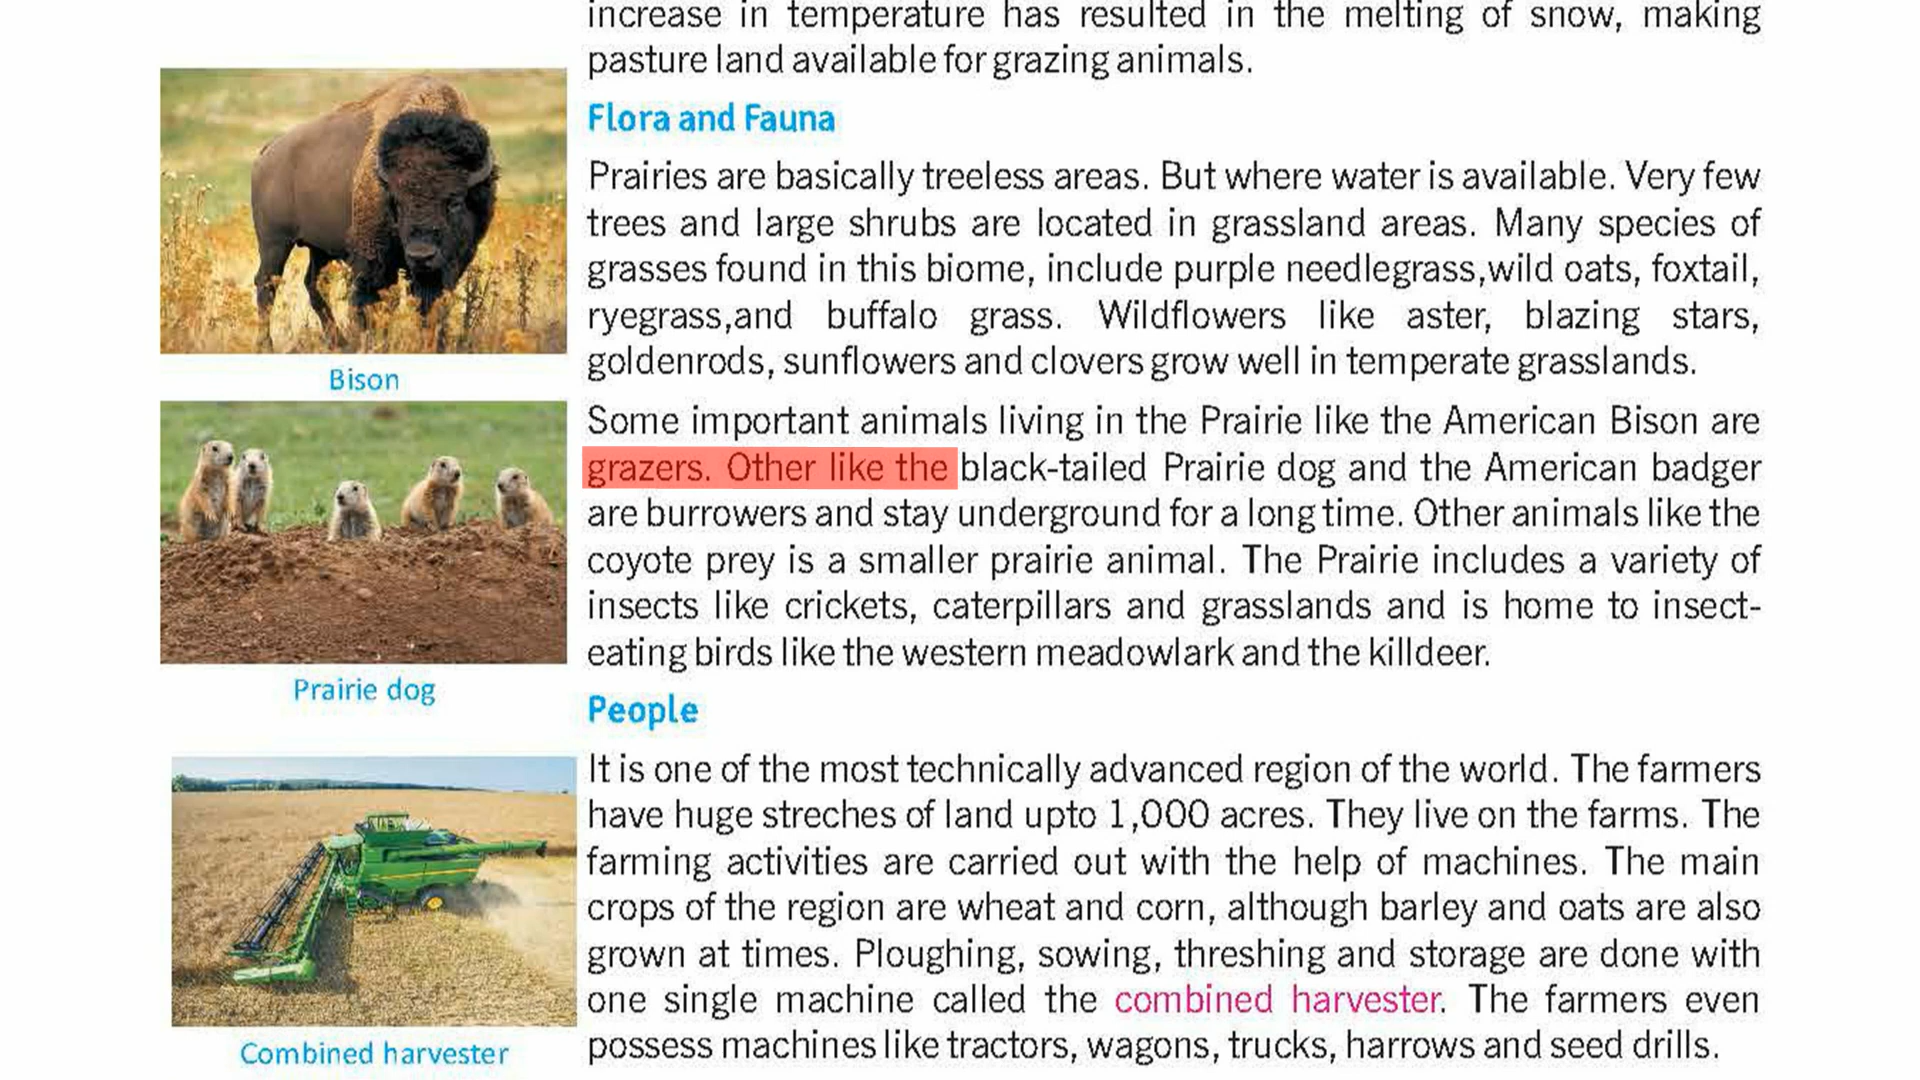 increase in temperature has resulted in the melting of snow, making
pasture land available for grazing animals.
Flora and Fauna
Prairies are basically treeless areas. But where water is available. Very few
trees and large shrubs are located in grassland areas. Many species of
grasses found in this biome, include purple needlegrass,wild oats, foxtail,
ryegrass,and buffalo grass. Wildflowers like aster, blazing stars,
goldenrods, sunflowers and clovers grow well in temperate grasslands.
Bison
Some important animals living in the Prairie like the American Bison are
grazers. Other like the black-tailed Prairie dog and the American badger
are burrowers and stay underground for a long time. Other animals like the
coyote prey is a smaller prairie animal. The Prairie includes a variety of
insects like crickets, caterpillars and grasslands and is home to insect-
eating birds like the western meadowlark and the killdeer.
Prairie dog
People
It is one of the most technically advanced region of the world. The farmers
have huge streches of land upto 1,000 acres. They live on the farms. The
farming activities are carried out with the help of machines. The main
crops of the region are wheat and corn, although barley and oats are also
grown at times. Ploughing, sowing, threshing and storage are done with
one single machine called the combined harvester. The farmers even
possess machines like tractors, wagons, trucks, harrows and seed drills.
Combined harvester